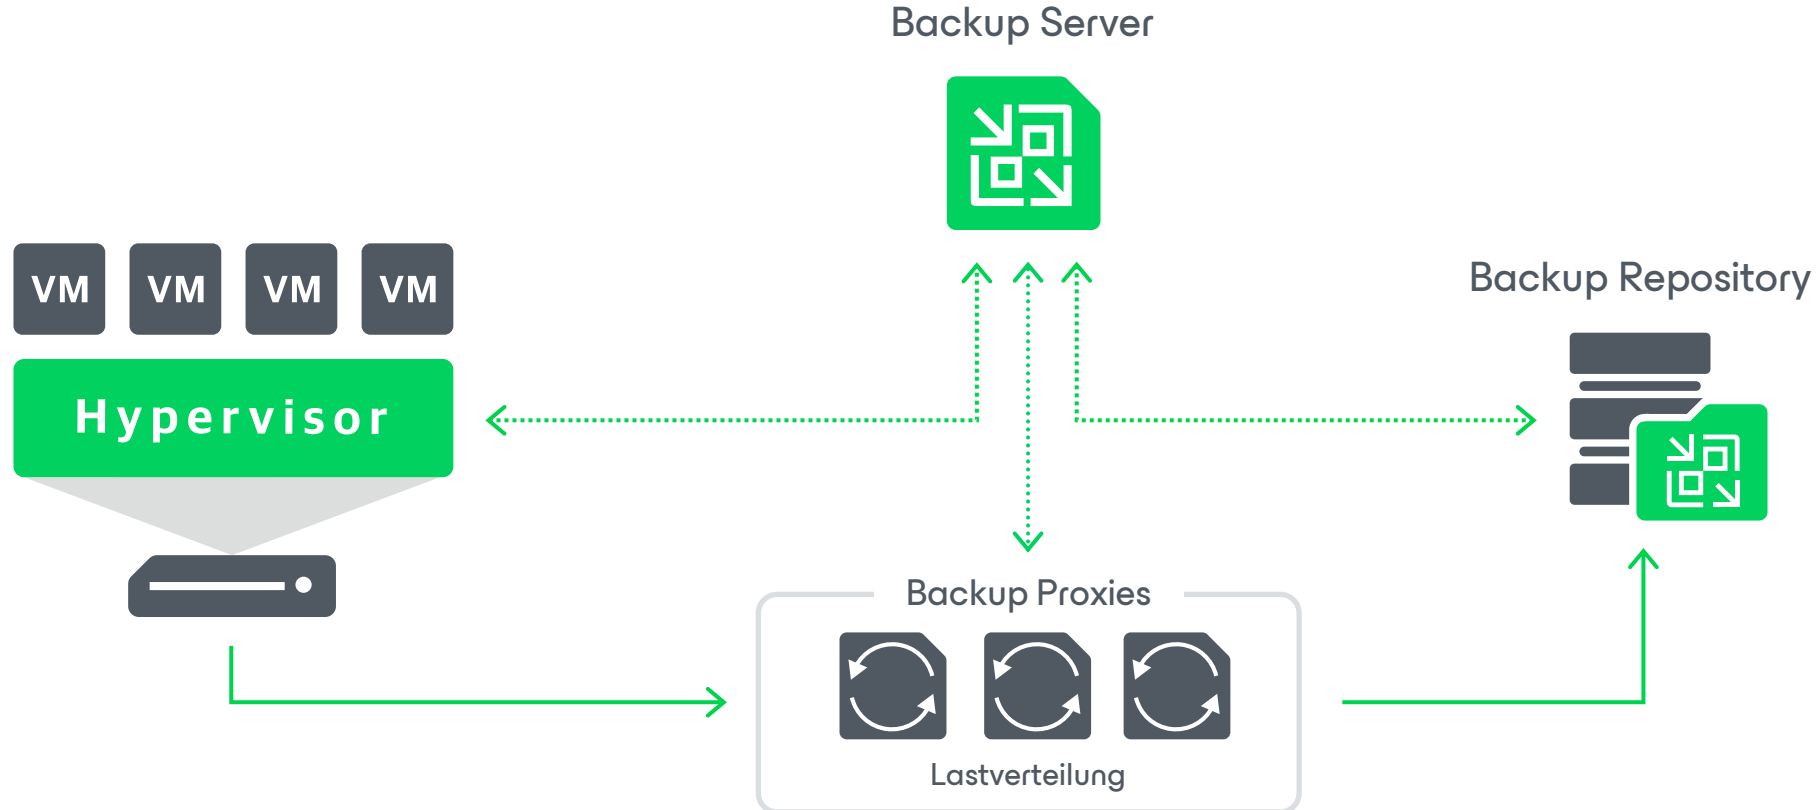 Backup Server
VM VM VM VM
Backup Repository
Hypervisor
Backup Proxies
Lastverteilung